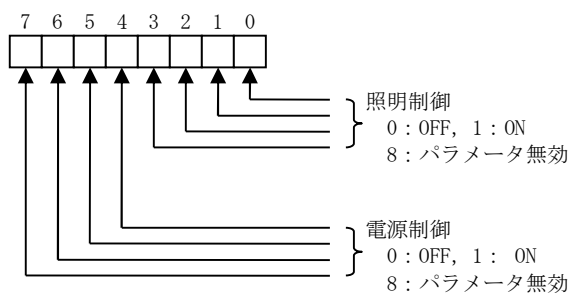 7 6 5 4 3 2 1 0
照明制御
0：OFF, 1：ON
8：パラメータ無効
電源制御
0：OFF, 1： ON
8：パラメータ無効